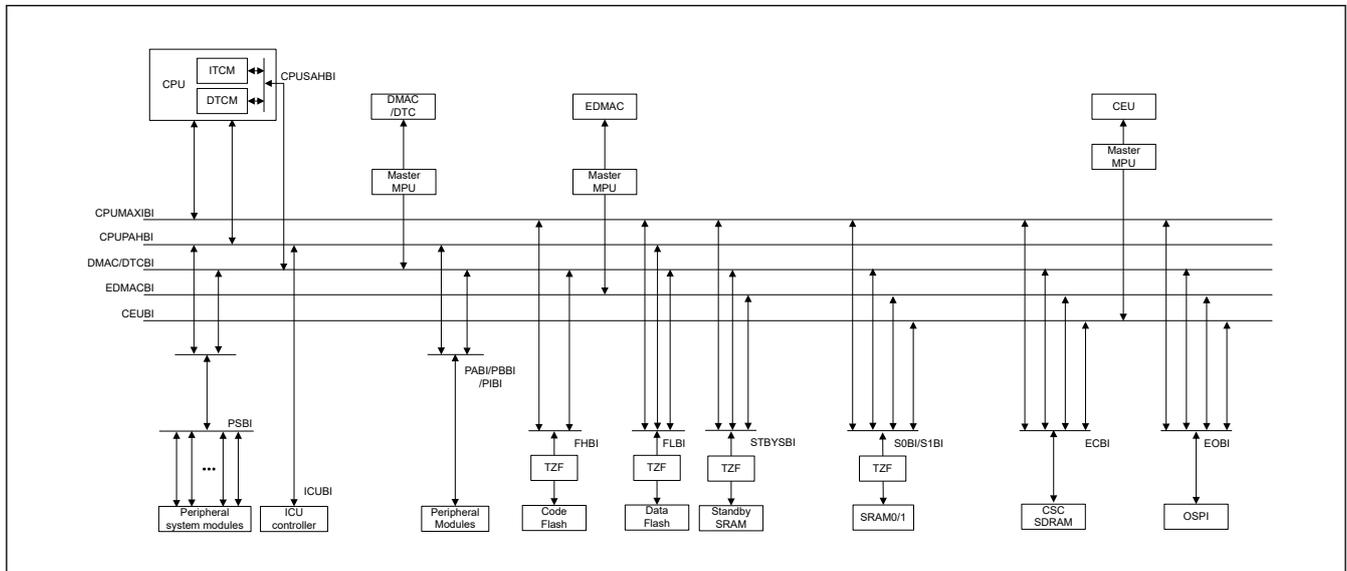 ITCM
CPU
CPUSAHBI
DTCM
DMAC
/DTC
EDMAC
CEU
Master
MPU
Master
MPU
Master
MPU
CPUMAXIBI
CPUPAHBI
DMAC/DTCBI
EDMACBI
CEUBI
PABI/PBBI
/PIBI
PSBI
FHBI
FLBI
STBYSBI
S0BI/S1BI
ECBI
EOBI
TZF
TZF
TZF
TZF
...
ICUBI
Peripheral
system modules
ICU
controller
Peripheral
Modules
Code
Flash
Data
Flash
Standby
SRAM
SRAM0/1
CSC
SDRAM
OSPI